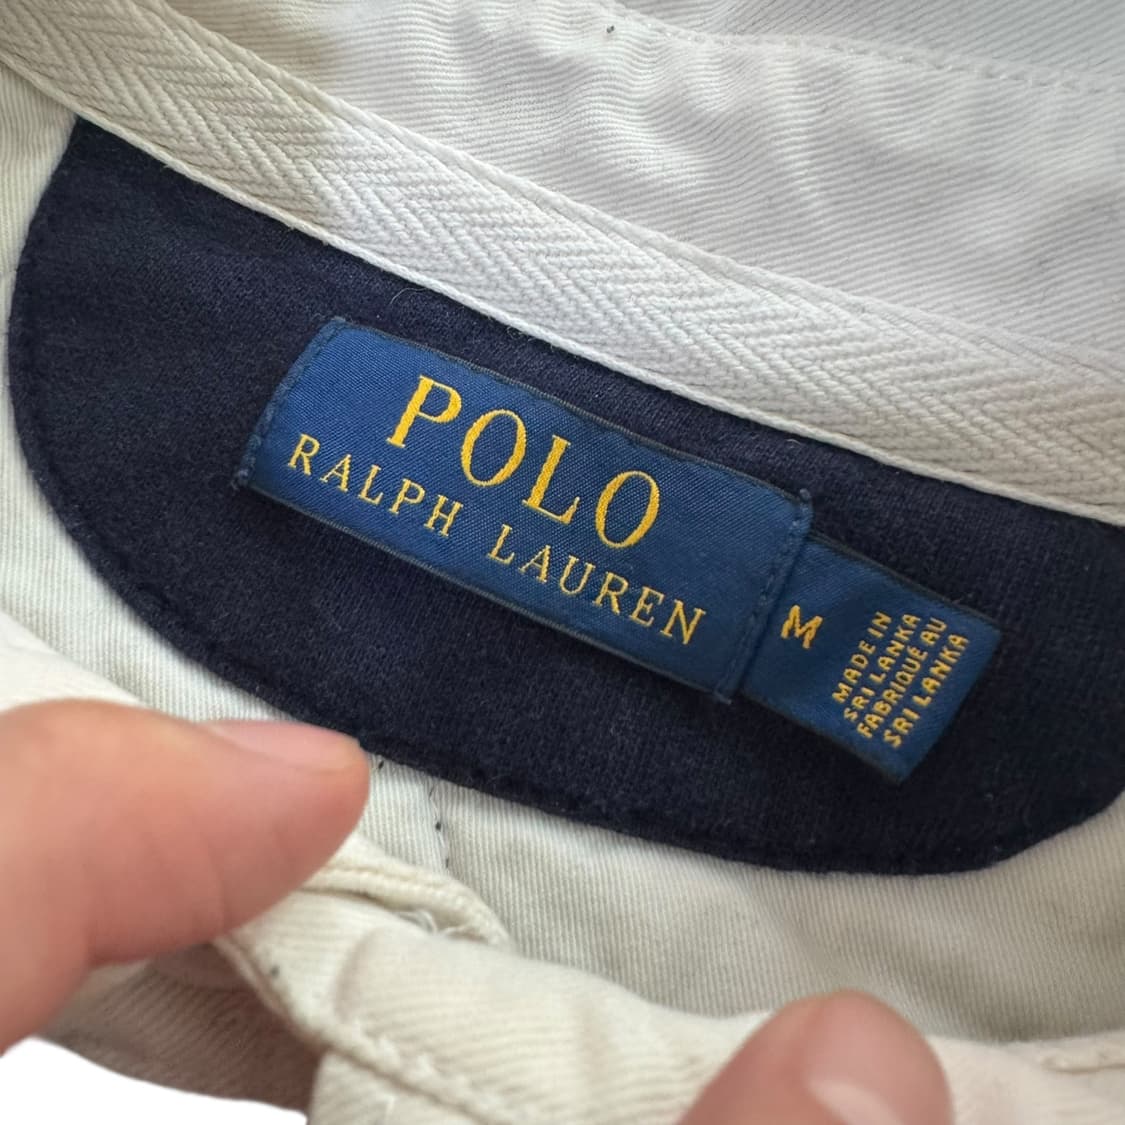 POLO
RALPH LAUREN
M
MADE IN
SRI LANKA
FABRIQUÉ AU
SRI LANKA